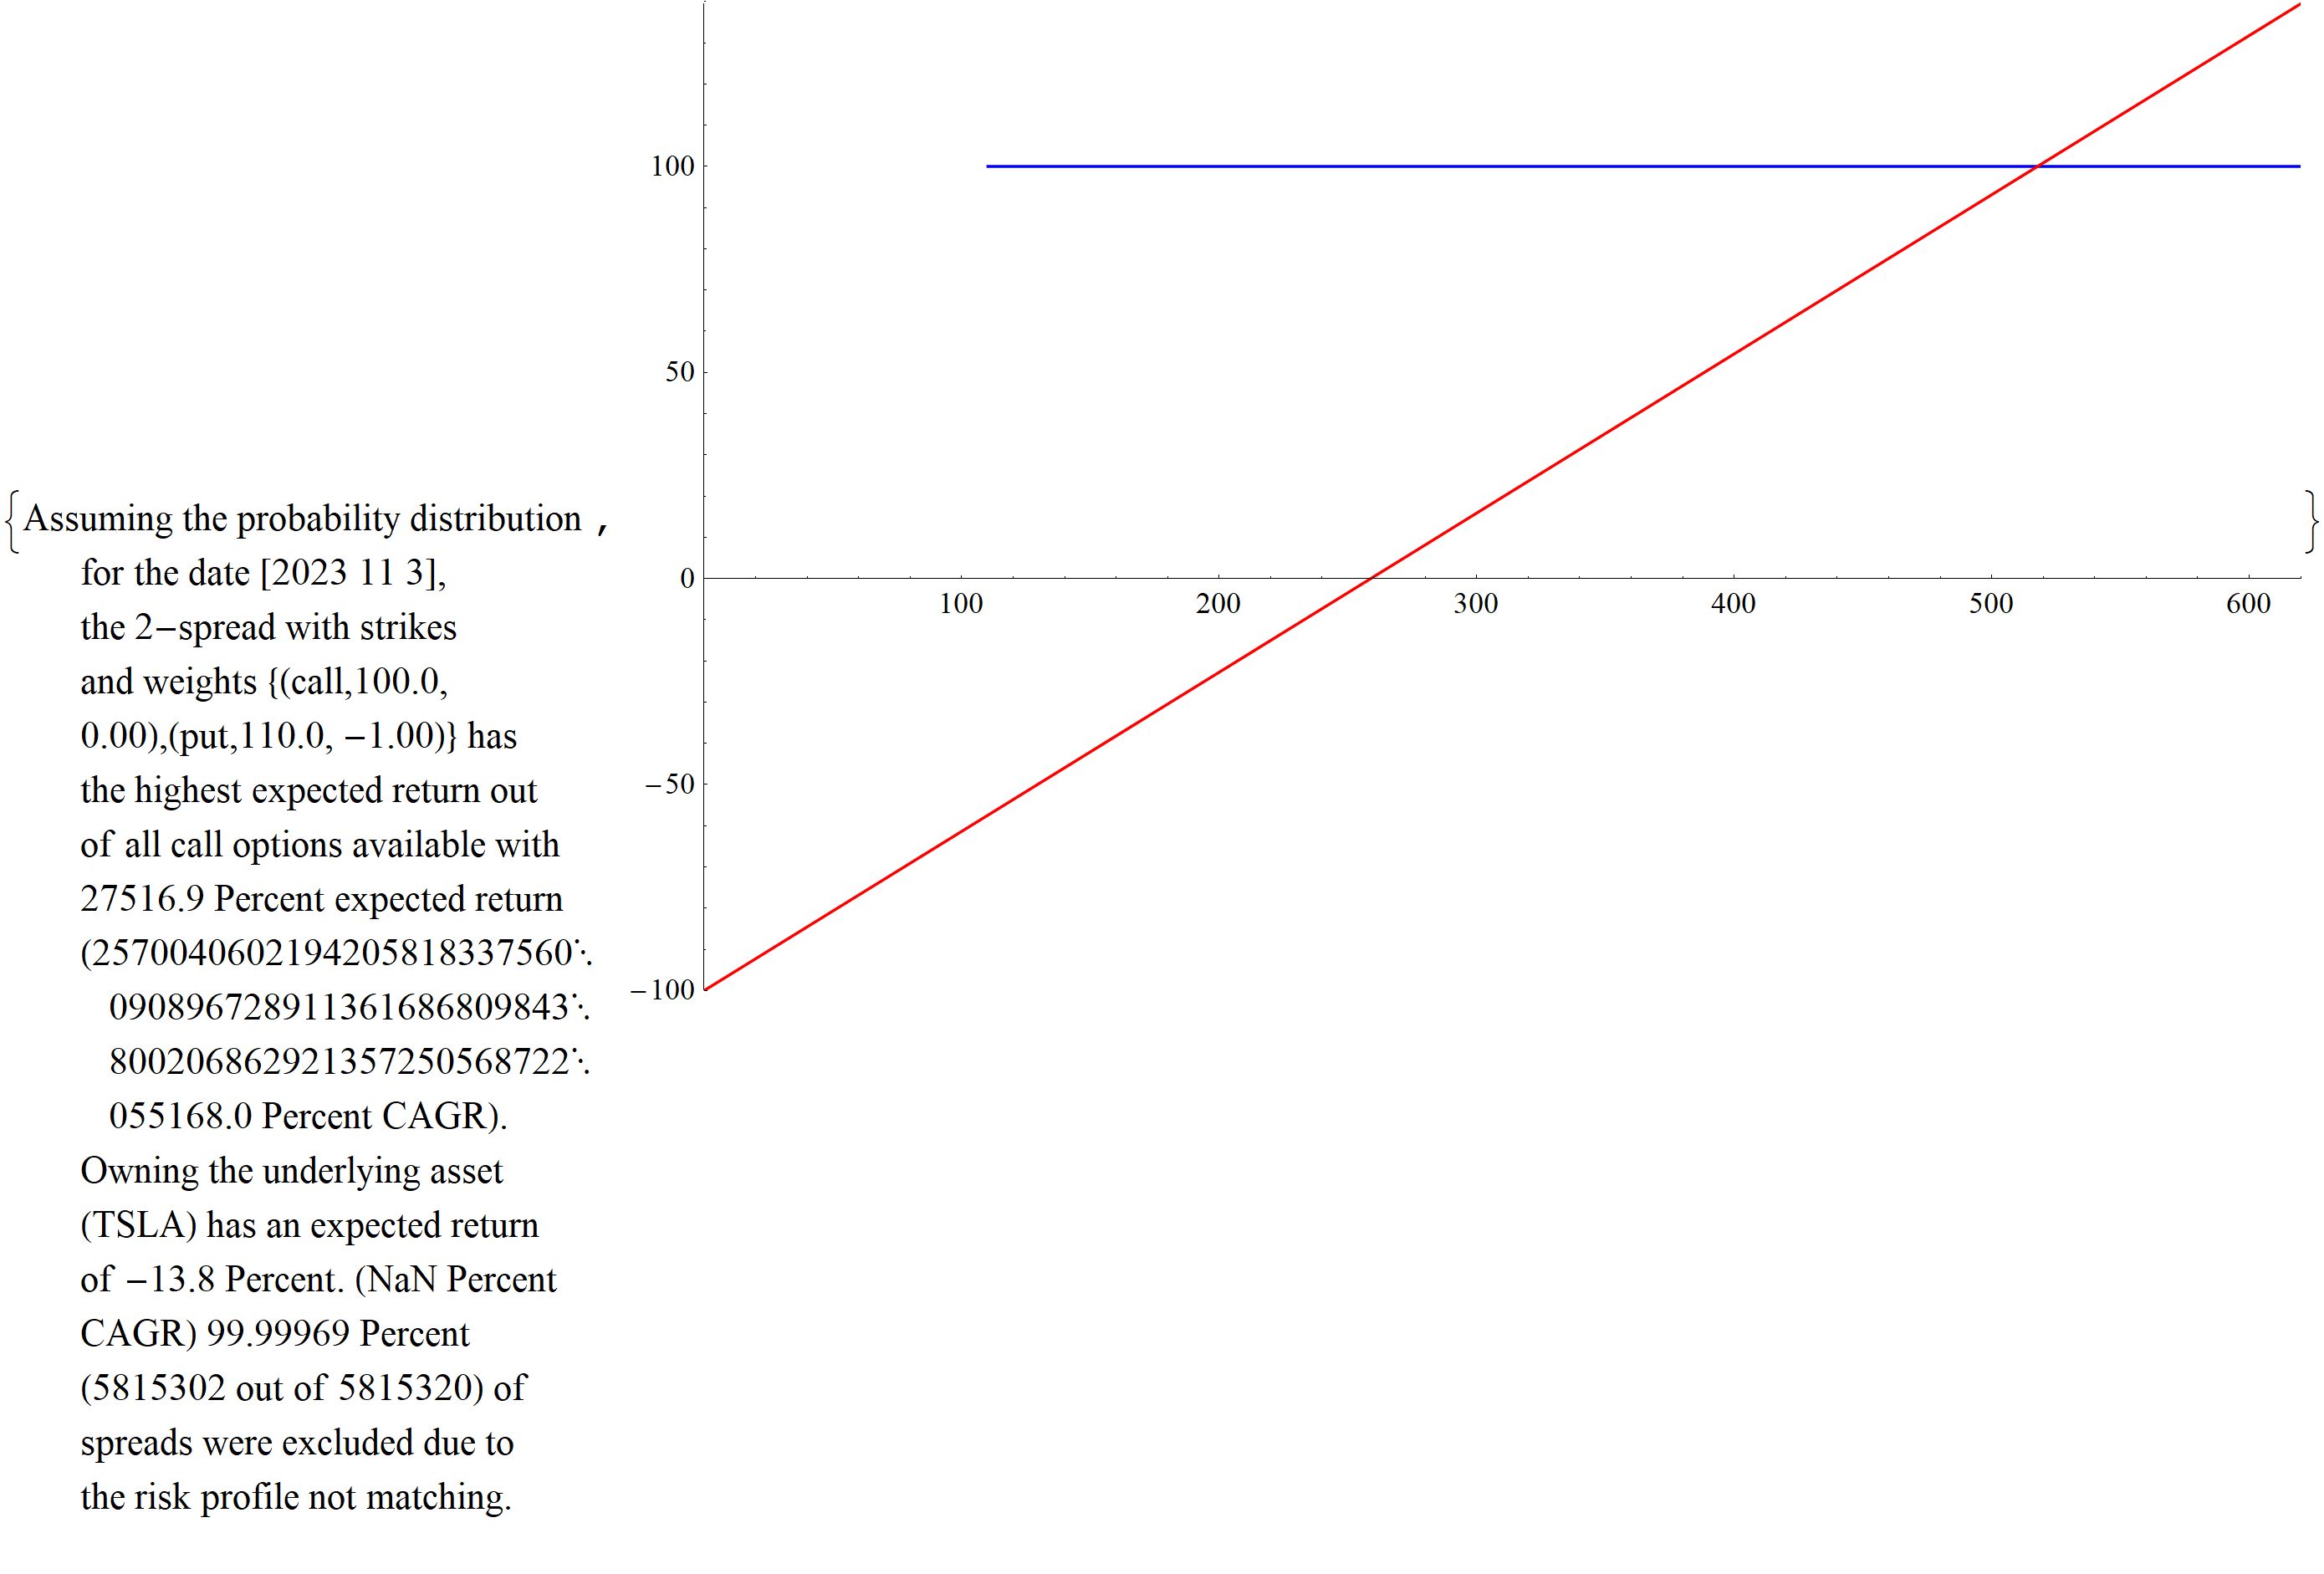 100
50
0
100 200 300 400 500 600
−50
−100
{Assuming the probability distribution , }
for the date [2023 11 3],
the 2−spread with strikes
and weights {(call,100.0,
0.00),(put,110.0, −1.00)} has
the highest expected return out
of all call options available with
27516.9 Percent expected return
(2570040602194205818337560⋱
090896728911361686809843⋱
800206862921357250568722⋱
055168.0 Percent CAGR).
Owning the underlying asset
(TSLA) has an expected return
of −13.8 Percent. (NaN Percent
CAGR) 99.99969 Percent
(5815302 out of 5815320) of
spreads were excluded due to
the risk profile not matching.